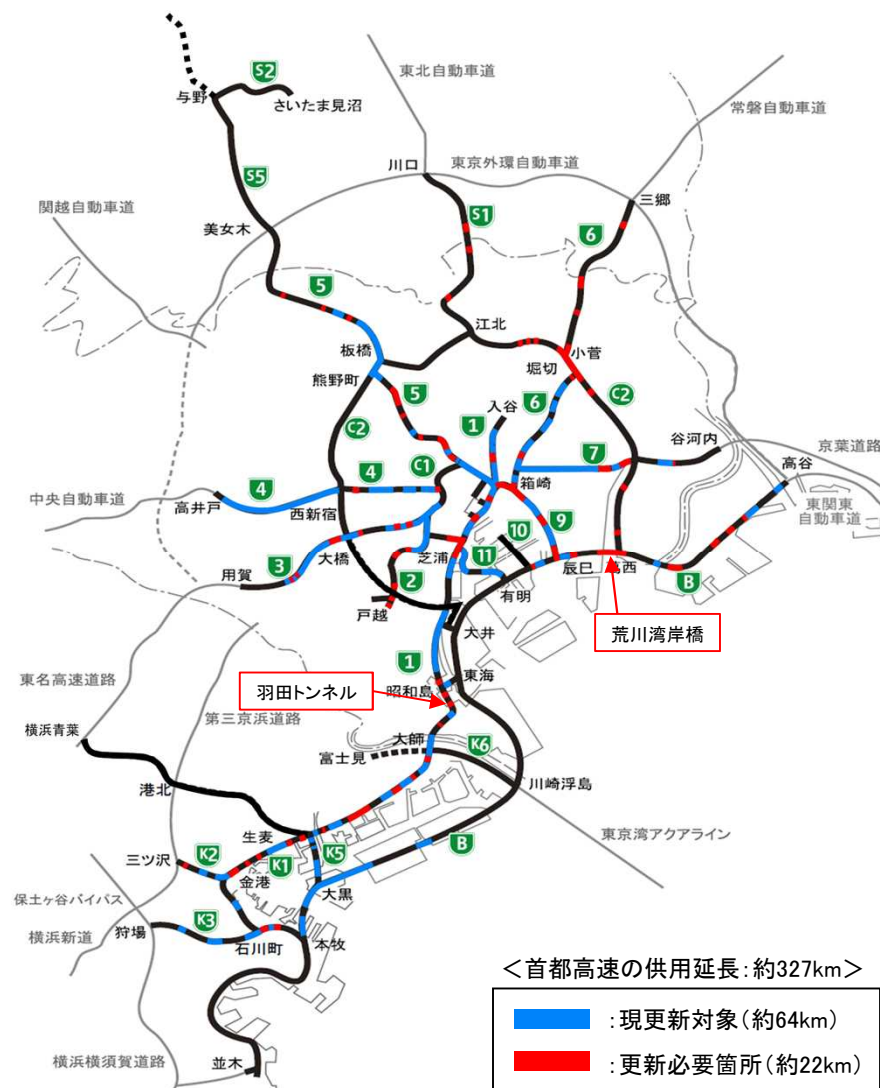 S2
与野
さいたま見沼
東北自動車道
常磐自動車道
川口
東京外環自動車道
S5
関越自動車道
美女木
S1
三郷
6
5
江北
板橋
小菅
堀切
熊野町
5
入谷
6
C2
1
C2
谷河内
京葉道路
C1
7
高谷
4
箱崎
中央自動車道
4
高井戸
西新宿
東関東
自動車道
10
9
芝浦
11
大橋
3
辰巳
葛西
B
用賀
2
有明
戸越
大井
荒川湾岸橋
1
東海
昭和島
羽田トンネル
東名高速道路
第三京浜道路
横浜青葉
大師
富士見
K6
川崎浮島
港北
生麦
東京湾アクアライン
K5
B
三ツ沢
K2
K1
金港
大黒
保土ヶ谷バイパス
K3
狩場
横浜新道
石川町
本牧
横浜横須賀道路
並木
<首都高速の供用延長:約327km>
:現更新対象(約64km)
:更新必要箇所(約22km)